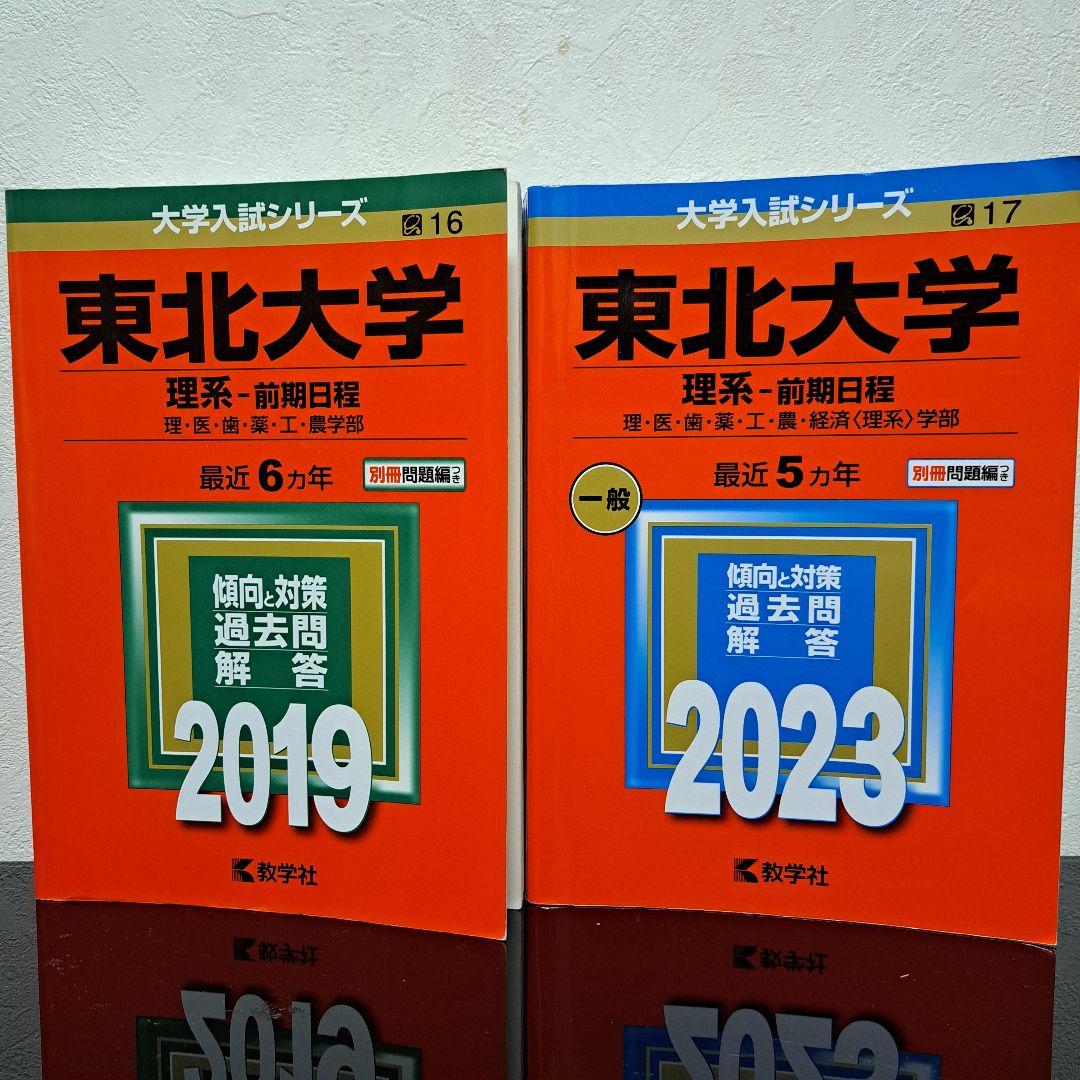 大学入試シリーズ
16
東北大学
理系-前期日程
理・医・歯・薬・工・農学部
最近6カ年
別冊問題編つき
傾向と対策
過去問
解答
2019
教学社
大学入試シリーズ
17
東北大学
理系-前期日程
理・医・歯・薬・工・農・経済〈理系〉学部
一般
最近5カ年
別冊問題編つき
傾向と対策
過去問
解答
2023
教学社